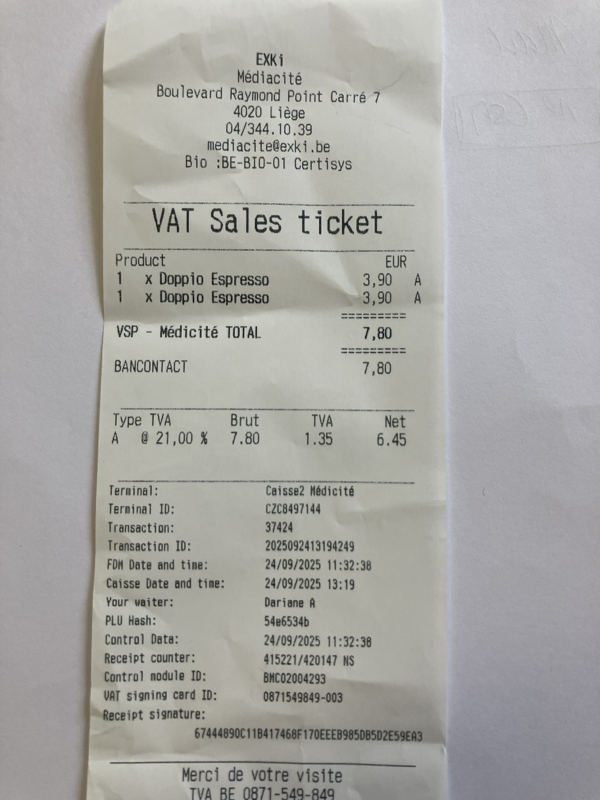 EXKi
Médiacité
Boulevard Raymond Point Carré 7
4020 Liège
04/344.10.39
mediacite@exki.be
Bio :BE-BIO-01 Certisys
VAT Sales ticket
Product EUR
1 x Doppio Espresso 3,90 A
1 x Doppio Espresso 3,90 A
=========
VSP - Médicité TOTAL 7,80
=========
BANCONTACT 7,80
Type TVA Brut TVA Net
A @ 21,00 % 7.80 1.35 6.45
Terminal: Caisse2 Médicité
Terminal ID: CZC8497144
Transaction: 37424
Transaction ID: 2025092413194249
FDM Date and time: 24/09/2025 11:32:38
Caisse Date and time: 24/09/2025 13:19
Your waiter: Dariane A
PLU Hash: 54e6534b
Control Data: 24/09/2025 11:32:38
Receipt counter: 415221/420147 NS
Control module ID: BMC02004293
VAT signing card ID: 0871549849-003
Receipt signature:
67444890C11B417468F170EEEB985DB5D2E59EA3
Merci de votre visite
TVA BE 0871-549-849